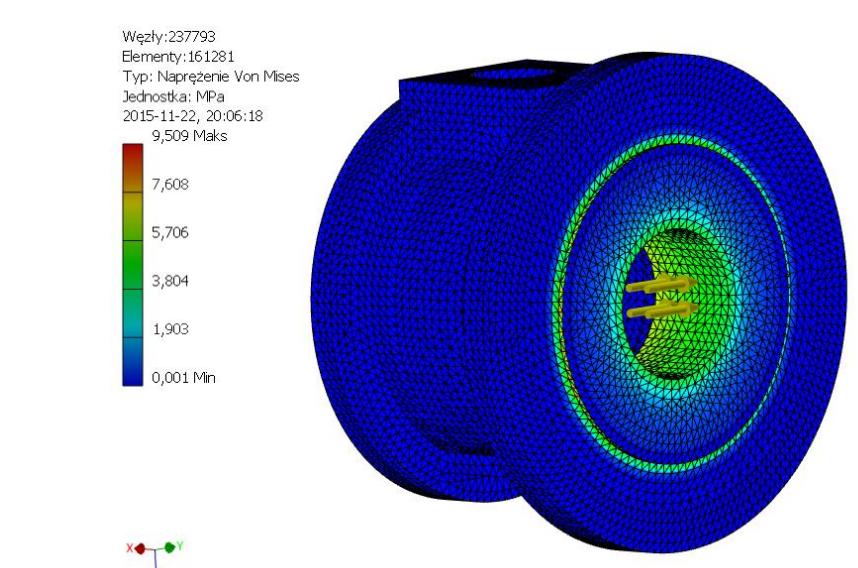 Węzły:237793
Elementy:161281
Typ: Naprężenie Von Mises
Jednostka: MPa
2015-11-22, 20:06:18
9,509 Maks
7,608
5,706
3,804
1,903
0,001 Min
X Y